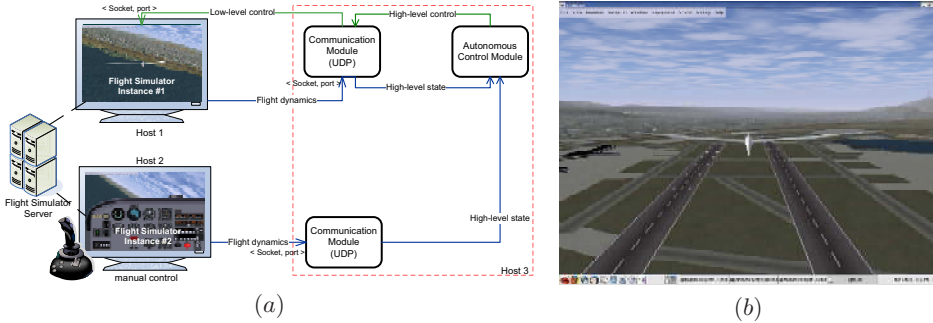 < Socket, port >
Low-level control
High-level control
Communication
Module
(UDP)
Autonomous
Control Module
Flight Simulator
Instance #1
< Socket, port >
High-level state
Flight dynamics
Host 1
Host 2
Flight Simulator
Server
High-level state
Flight Simulator
Instance #2
Flight dynamics
< Socket, port >
Communication
Module
(UDP)
manual control
Host 3
(a)
(b)